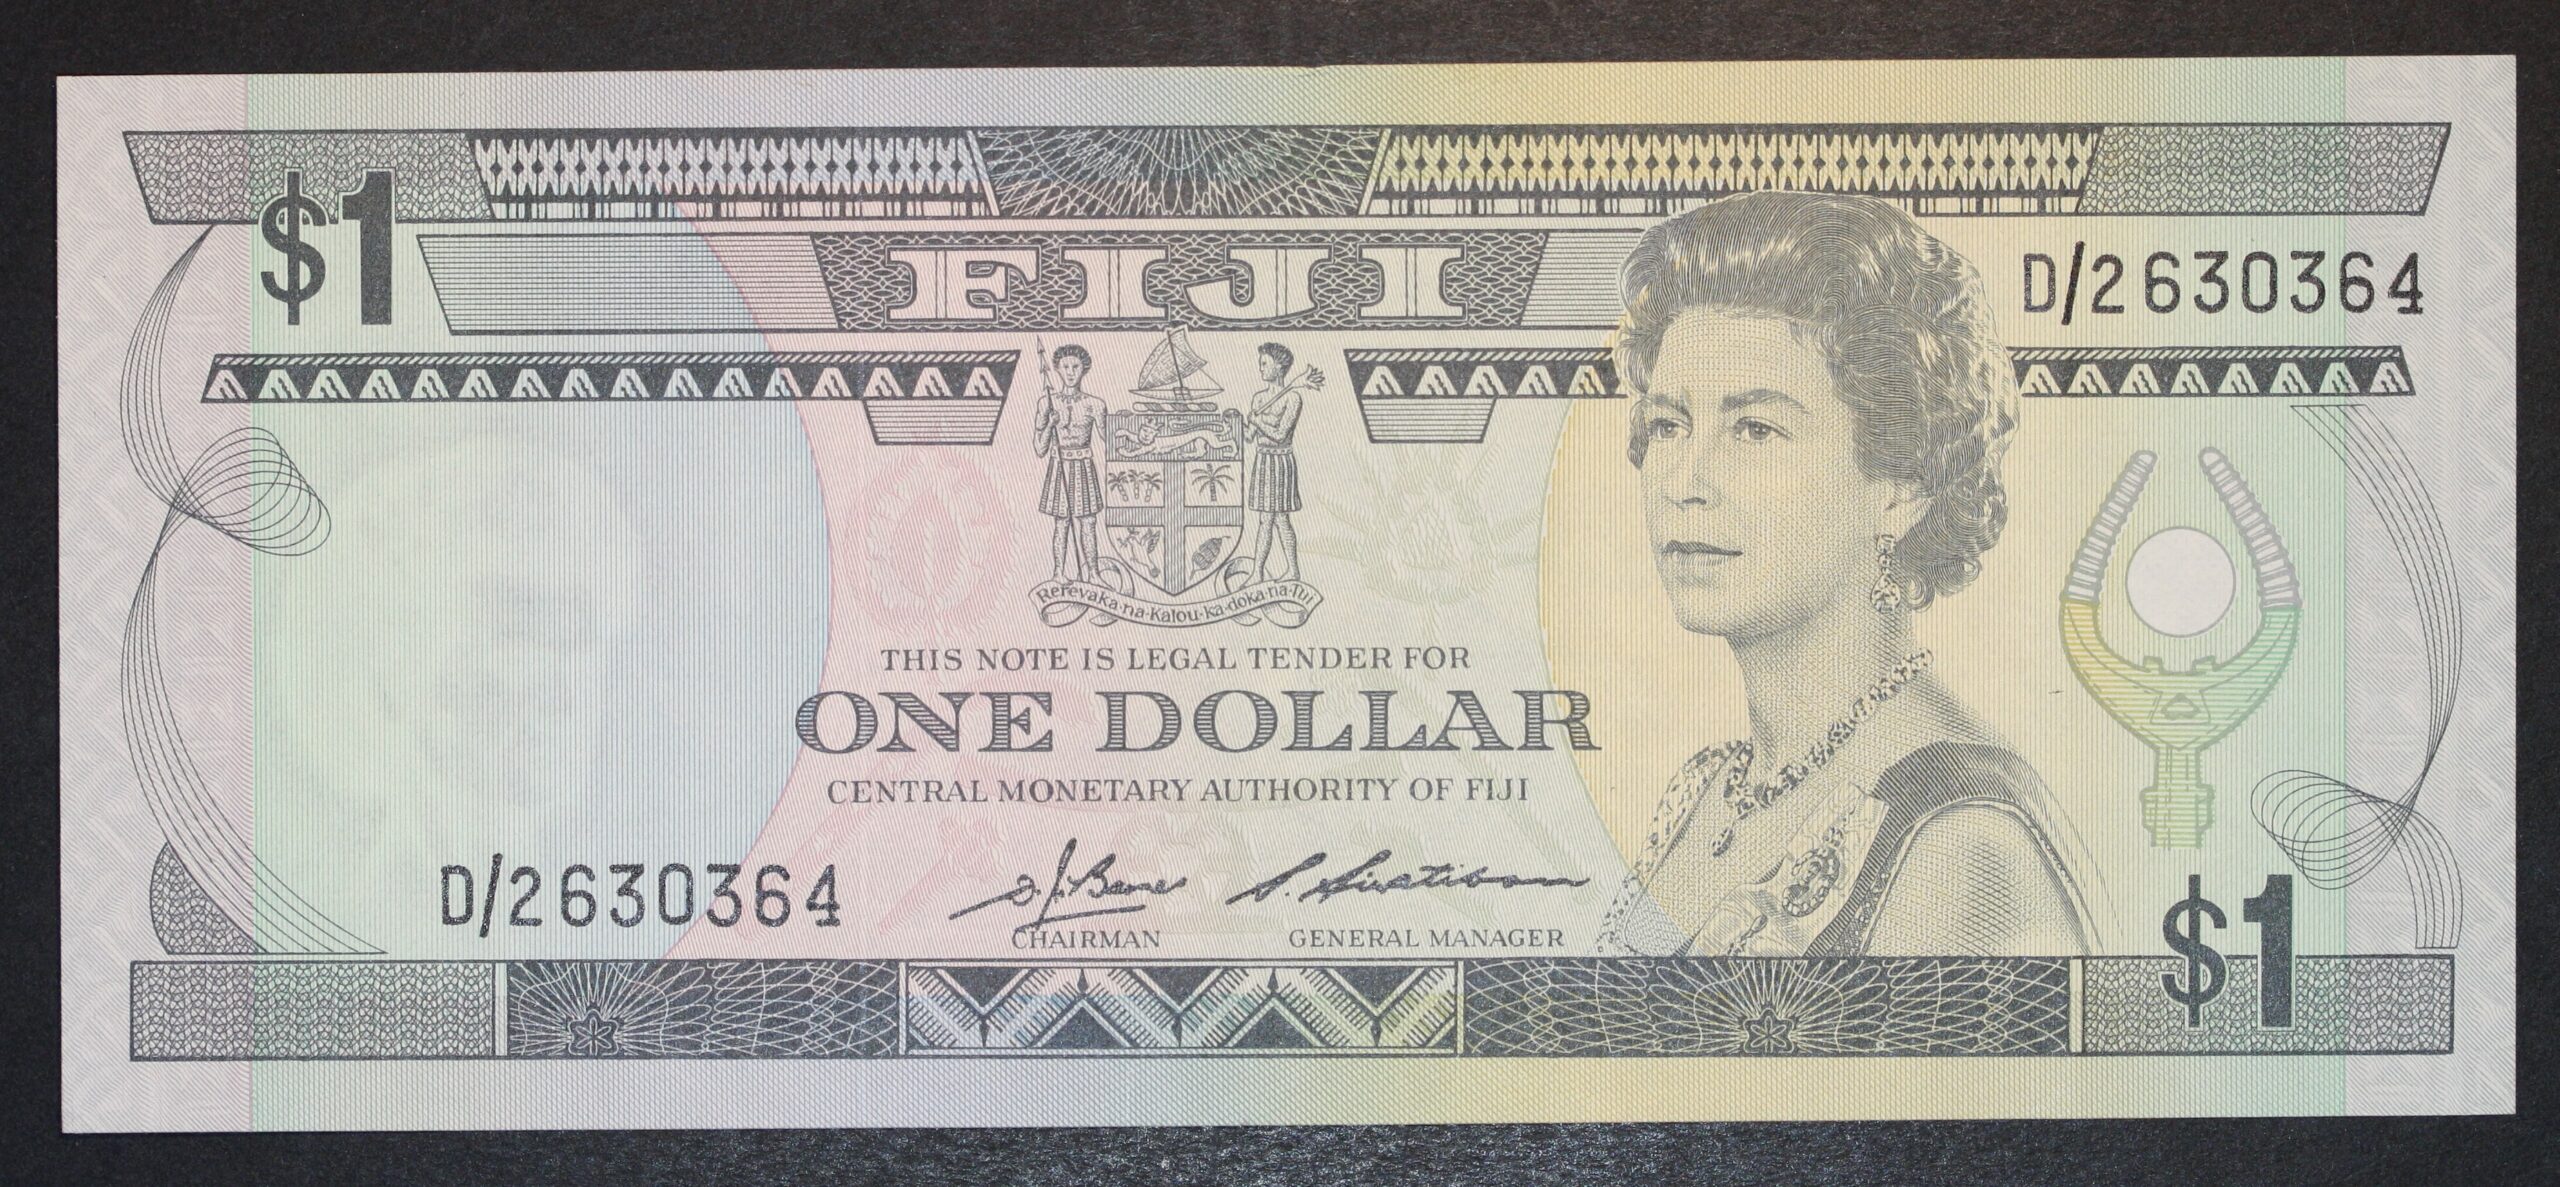 $1
FIJI
D/2630364
Rerevaka·na·Kalou·ka·doka·na·Tui
THIS NOTE IS LEGAL TENDER FOR
ONE DOLLAR
CENTRAL MONETARY AUTHORITY OF FIJI
D/2630364
CHAIRMAN
GENERAL MANAGER
$1